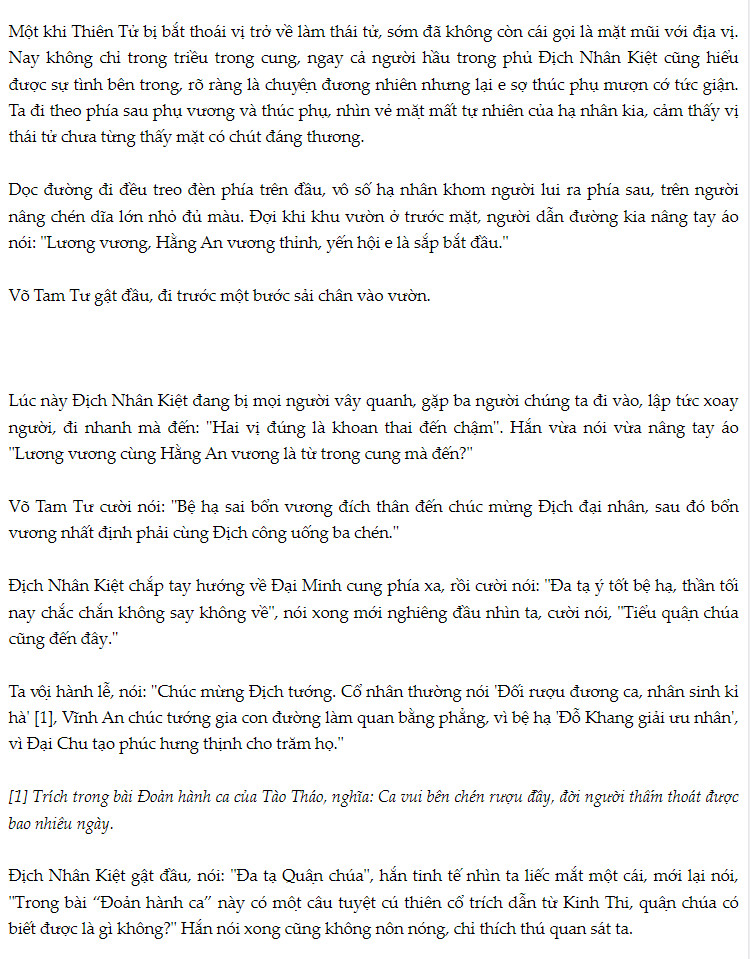 Một khi Thiên Tử bị bắt thoái vị trở về làm thái tử, sớm đã không còn cái gọi là mặt mũi với địa vị.
Nay không chỉ trong triều trong cung, ngay cả người hầu trong phủ Địch Nhân Kiệt cũng hiểu
được sự tình bên trong, rõ ràng là chuyện đương nhiên nhưng lại e sợ thúc phụ mượn cớ tức giận.
Ta đi theo phía sau phụ vương và thúc phụ, nhìn vẻ mặt mất tự nhiên của hạ nhân kia, cảm thấy vị
thái tử chưa từng thấy mặt có chút đáng thương.
Dọc đường đi đều treo đèn phía trên đầu, vô số hạ nhân khom người lui ra phía sau, trên người
nâng chén dĩa lớn nhỏ đủ màu. Đợi khi khu vườn ở trước mặt, người dẫn đường kia nâng tay áo
nói: "Lương vương, Hằng An vương thỉnh, yến hội e là sắp bắt đầu."
Võ Tam Tư gật đầu, đi trước một bước sải chân vào vườn.
Lúc này Địch Nhân Kiệt đang bị mọi người vây quanh, gặp ba người chúng ta đi vào, lập tức xoay
người, đi nhanh mà đến: "Hai vị đúng là khoan thai đến chậm". Hắn vừa nói vừa nâng tay áo
"Lương vương cùng Hằng An vương là từ trong cung mà đến?"
Võ Tam Tư cười nói: "Bệ hạ sai bổn vương đích thân đến chúc mừng Địch đại nhân, sau đó bổn
vương nhất định phải cùng Địch công uống ba chén."
Địch Nhân Kiệt chắp tay hướng về Đại Minh cung phía xa, rồi cười nói: "Đa tạ ý tốt bệ hạ, thần tối
nay chắc chắn không say không về", nói xong mới nghiêng đầu nhìn ta, cười nói, "Tiểu quận chúa
cũng đến đây."
Ta vội hành lễ, nói: "Chúc mừng Địch tướng. Cổ nhân thường nói 'Đối rượu đương ca, nhân sinh kỉ
hà' [1], Vĩnh An chúc tướng gia con đường làm quan bằng phẳng, vì bệ hạ 'Đỗ Khang giải ưu nhân',
vì Đại Chu tạo phúc hưng thịnh cho trăm họ."
[1] Trích trong bài Đoản hành ca của Tào Tháo, nghĩa: Ca vui bên chén rượu đây, đời người thấm thoát được
bao nhiêu ngày.
Địch Nhân Kiệt gật đầu, nói: "Đa tạ Quận chúa", hắn tinh tế nhìn ta liếc mắt một cái, mới lại nói,
"Trong bài “Đoản hành ca” này có một câu tuyệt cú thiên cổ trích dẫn từ Kinh Thi, quận chúa có
biết được là gì không?" Hắn nói xong cũng không nôn nóng, chỉ thích thú quan sát ta.